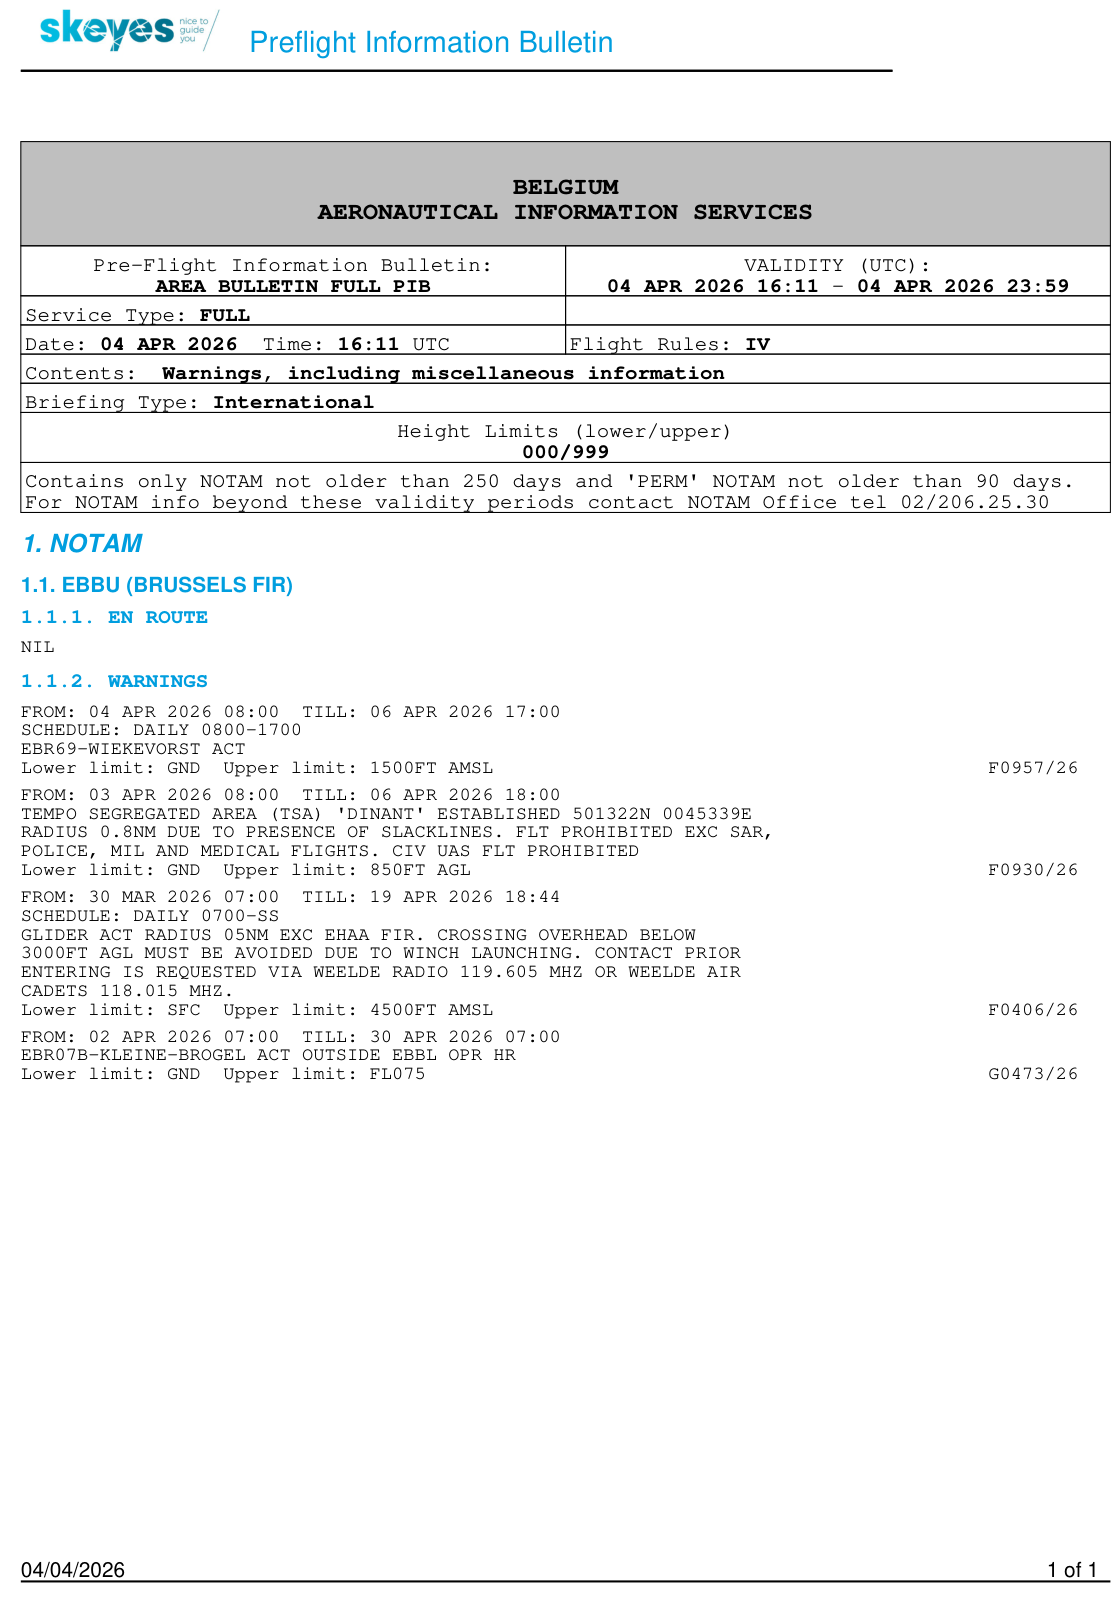 skeyes nice to guide you
Preflight Information Bulletin
BELGIUM
AERONAUTICAL INFORMATION SERVICES
Pre-Flight Information Bulletin:
AREA BULLETIN FULL PIB
VALIDITY (UTC):
04 APR 2026 16:11 - 04 APR 2026 23:59
Service Type: FULL
Date: 04 APR 2026  Time: 16:11 UTC
Flight Rules: IV
Contents:  Warnings, including miscellaneous information
Briefing Type: International
Height Limits (lower/upper)
000/999
Contains only NOTAM not older than 250 days and 'PERM' NOTAM not older than 90 days.
For NOTAM info beyond these validity periods contact NOTAM Office tel 02/206.25.30
1. NOTAM
1.1. EBBU (BRUSSELS FIR)
1.1.1. EN ROUTE
NIL
1.1.2. WARNINGS
FROM: 04 APR 2026 08:00  TILL: 06 APR 2026 17:00
SCHEDULE: DAILY 0800-1700
EBR69-WIEKEVORST ACT
Lower limit: GND  Upper limit: 1500FT AMSL F0957/26
FROM: 03 APR 2026 08:00  TILL: 06 APR 2026 18:00
TEMPO SEGREGATED AREA (TSA) 'DINANT' ESTABLISHED 501322N 0045339E
RADIUS 0.8NM DUE TO PRESENCE OF SLACKLINES. FLT PROHIBITED EXC SAR,
POLICE, MIL AND MEDICAL FLIGHTS. CIV UAS FLT PROHIBITED
Lower limit: GND  Upper limit: 850FT AGL F0930/26
FROM: 30 MAR 2026 07:00  TILL: 19 APR 2026 18:44
SCHEDULE: DAILY 0700-SS
GLIDER ACT RADIUS 05NM EXC EHAA FIR. CROSSING OVERHEAD BELOW
3000FT AGL MUST BE AVOIDED DUE TO WINCH LAUNCHING. CONTACT PRIOR
ENTERING IS REQUESTED VIA WEELDE RADIO 119.605 MHZ OR WEELDE AIR
CADETS 118.015 MHZ.
Lower limit: SFC  Upper limit: 4500FT AMSL F0406/26
FROM: 02 APR 2026 07:00  TILL: 30 APR 2026 07:00
EBR07B-KLEINE-BROGEL ACT OUTSIDE EBBL OPR HR
Lower limit: GND  Upper limit: FL075 G0473/26
04/04/2026 1 of 1